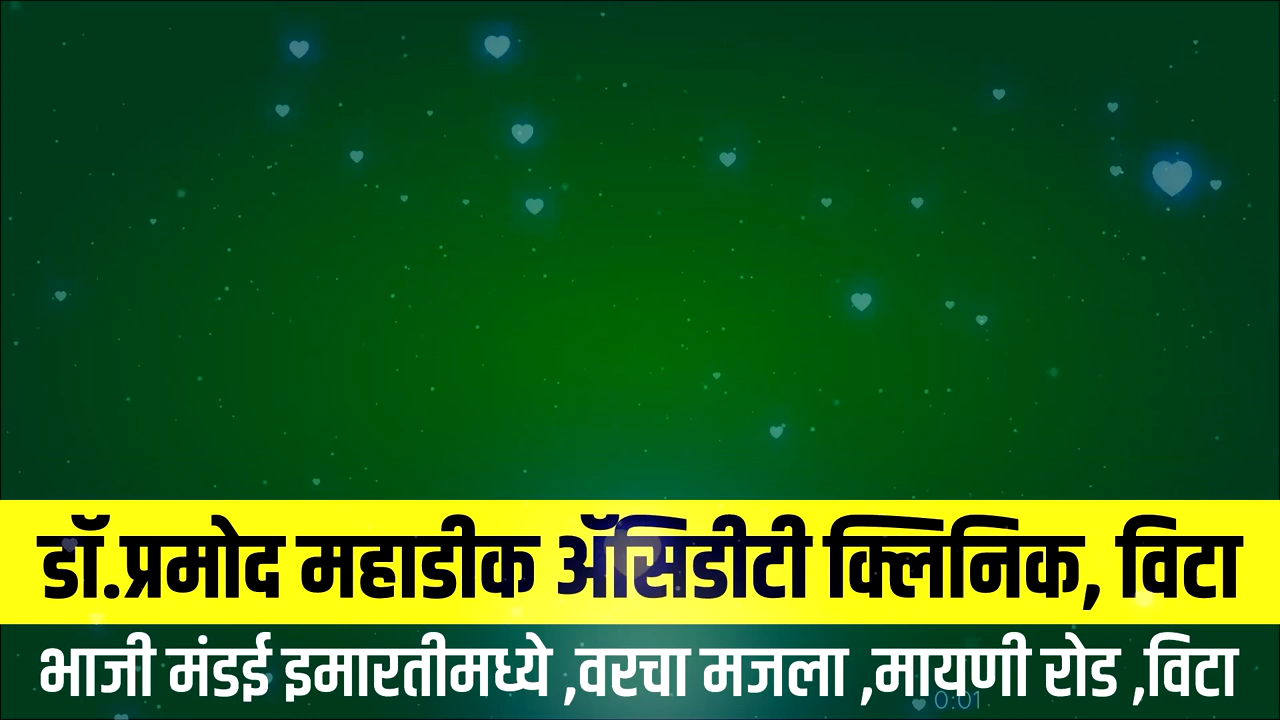 डॉ.प्रमोद महाडीक ॲसिडीटी क्लिनिक, विटा
भाजी मंडई इमारतीमध्ये ,वरचा मजला ,मायणी रोड ,विटा
0:01